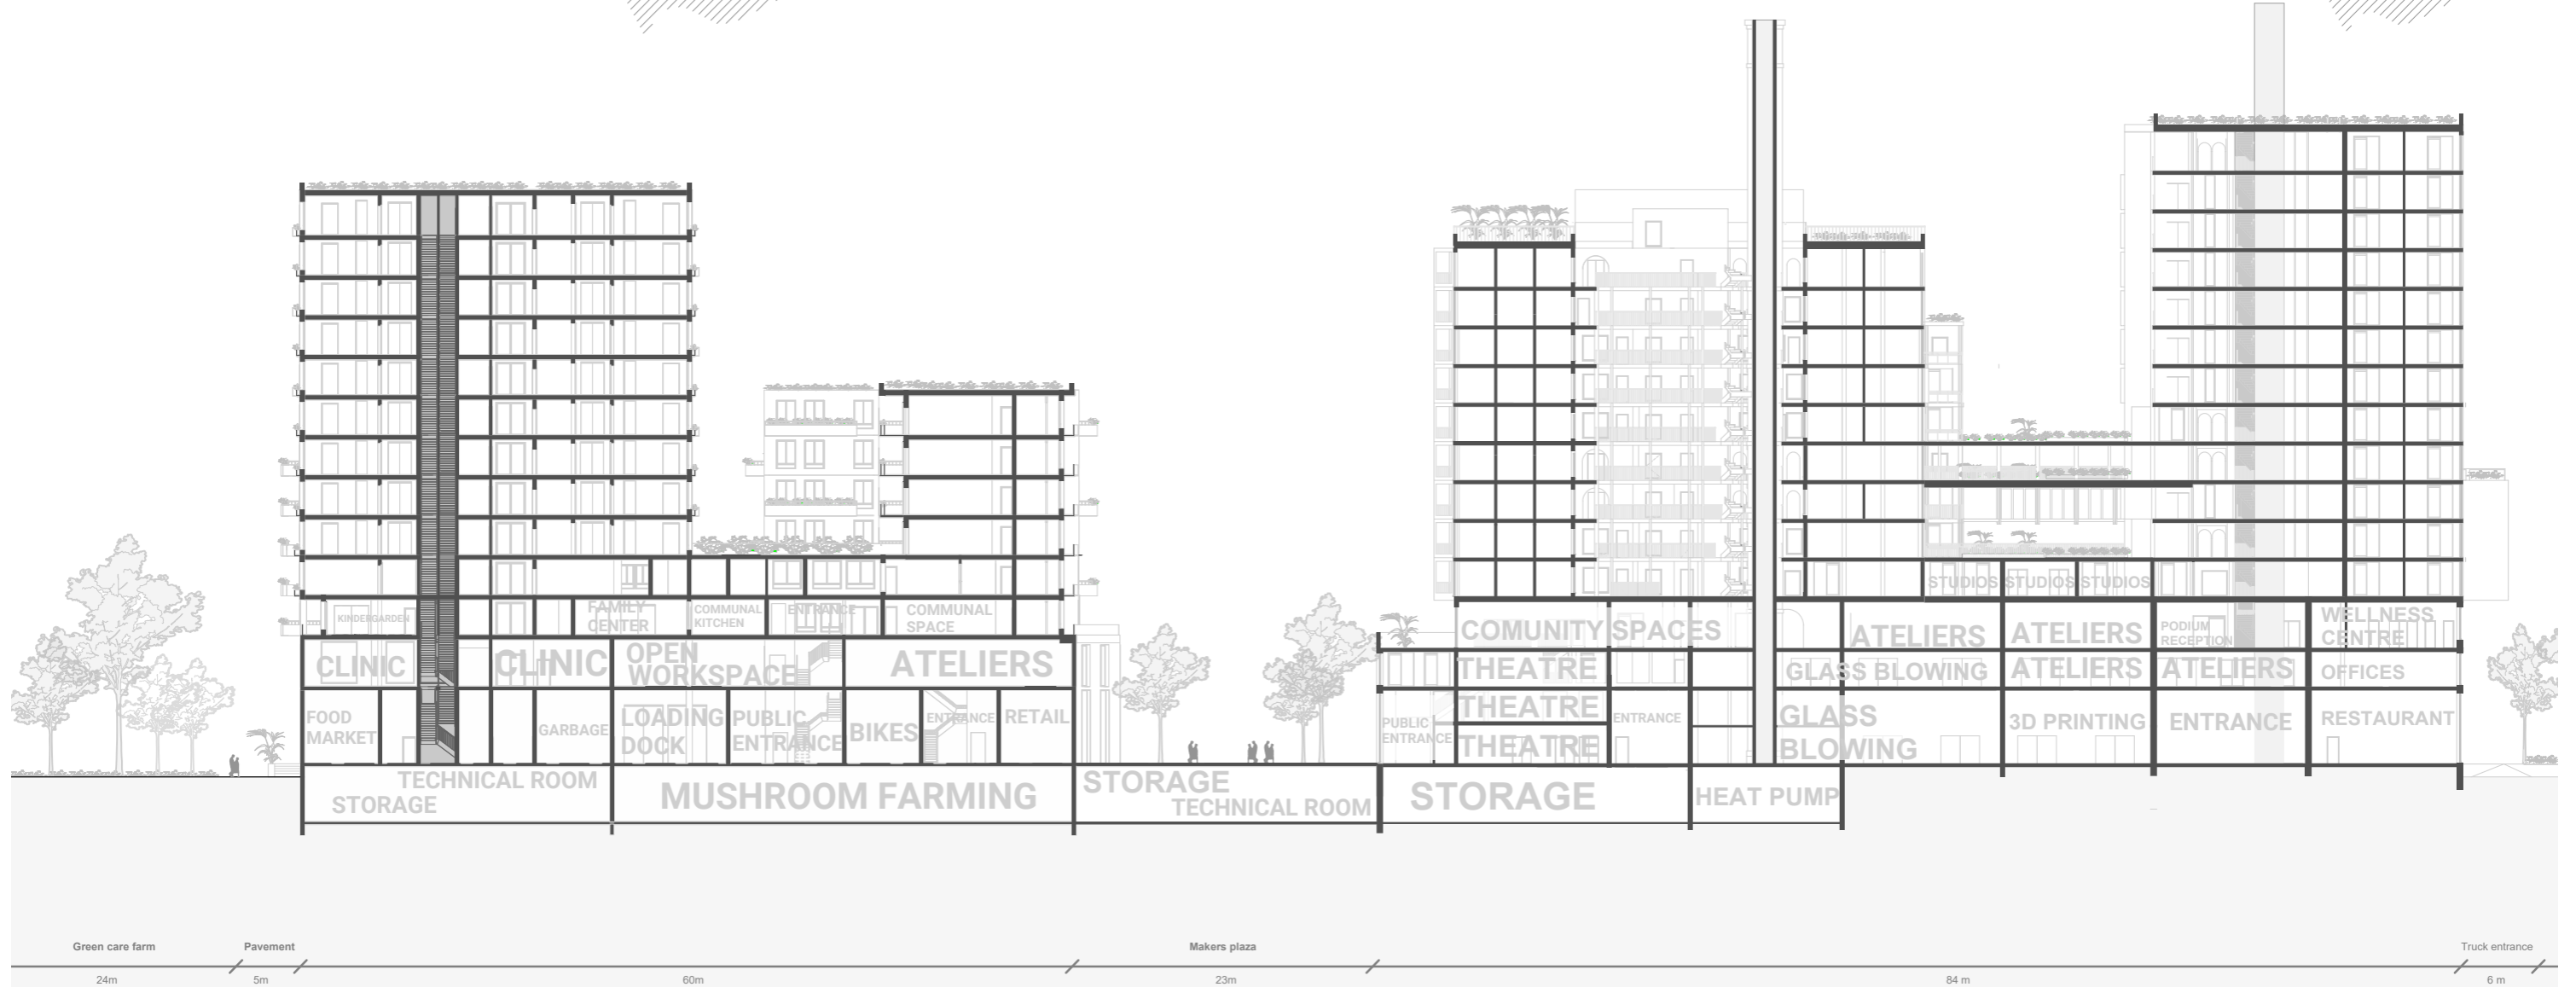 STUDIOS STUDIOS STUDIOS
KINDERGARDEN
FAMILY
CENTER
COMMUNAL
KITCHEN
ENTRANCE
COMMUNAL
SPACE
COMUNITY SPACES
ATELIERS
ATELIERS
PODIUM
RECEPTION
WELLNESS
CENTRE
CLINIC
CLINIC
OPEN
WORKSPACE
ATELIERS
THEATRE
GLASS BLOWING
ATELIERS
ATELIERS
OFFICES
FOOD
MARKET
GARBAGE
LOADING
DOCK
PUBLIC
ENTRANCE
BIKES
ENTRANCE
RETAIL
PUBLIC
ENTRANCE
THEATRE
THEATRE
ENTRANCE
GLASS
BLOWING
3D PRINTING
ENTRANCE
RESTAURANT
TECHNICAL ROOM
STORAGE
MUSHROOM FARMING
STORAGE
TECHNICAL ROOM
STORAGE
HEAT PUMP
Green care farm
Pavement
Makers plaza
Truck entrance
24m
5m
60m
23m
84 m
6 m